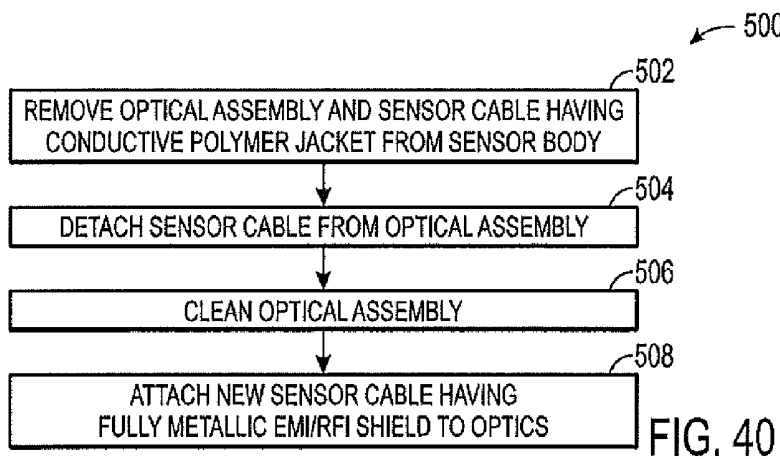 500
502
REMOVE OPTICAL ASSEMBLY AND SENSOR CABLE HAVING
CONDUCTIVE POLYMER JACKET FROM SENSOR BODY
504
DETACH SENSOR CABLE FROM OPTICAL ASSEMBLY
506
CLEAN OPTICAL ASSEMBLY
508
ATTACH NEW SENSOR CABLE HAVING
FULLY METALLIC EMI/RFI SHIELD TO OPTICS
FIG. 40